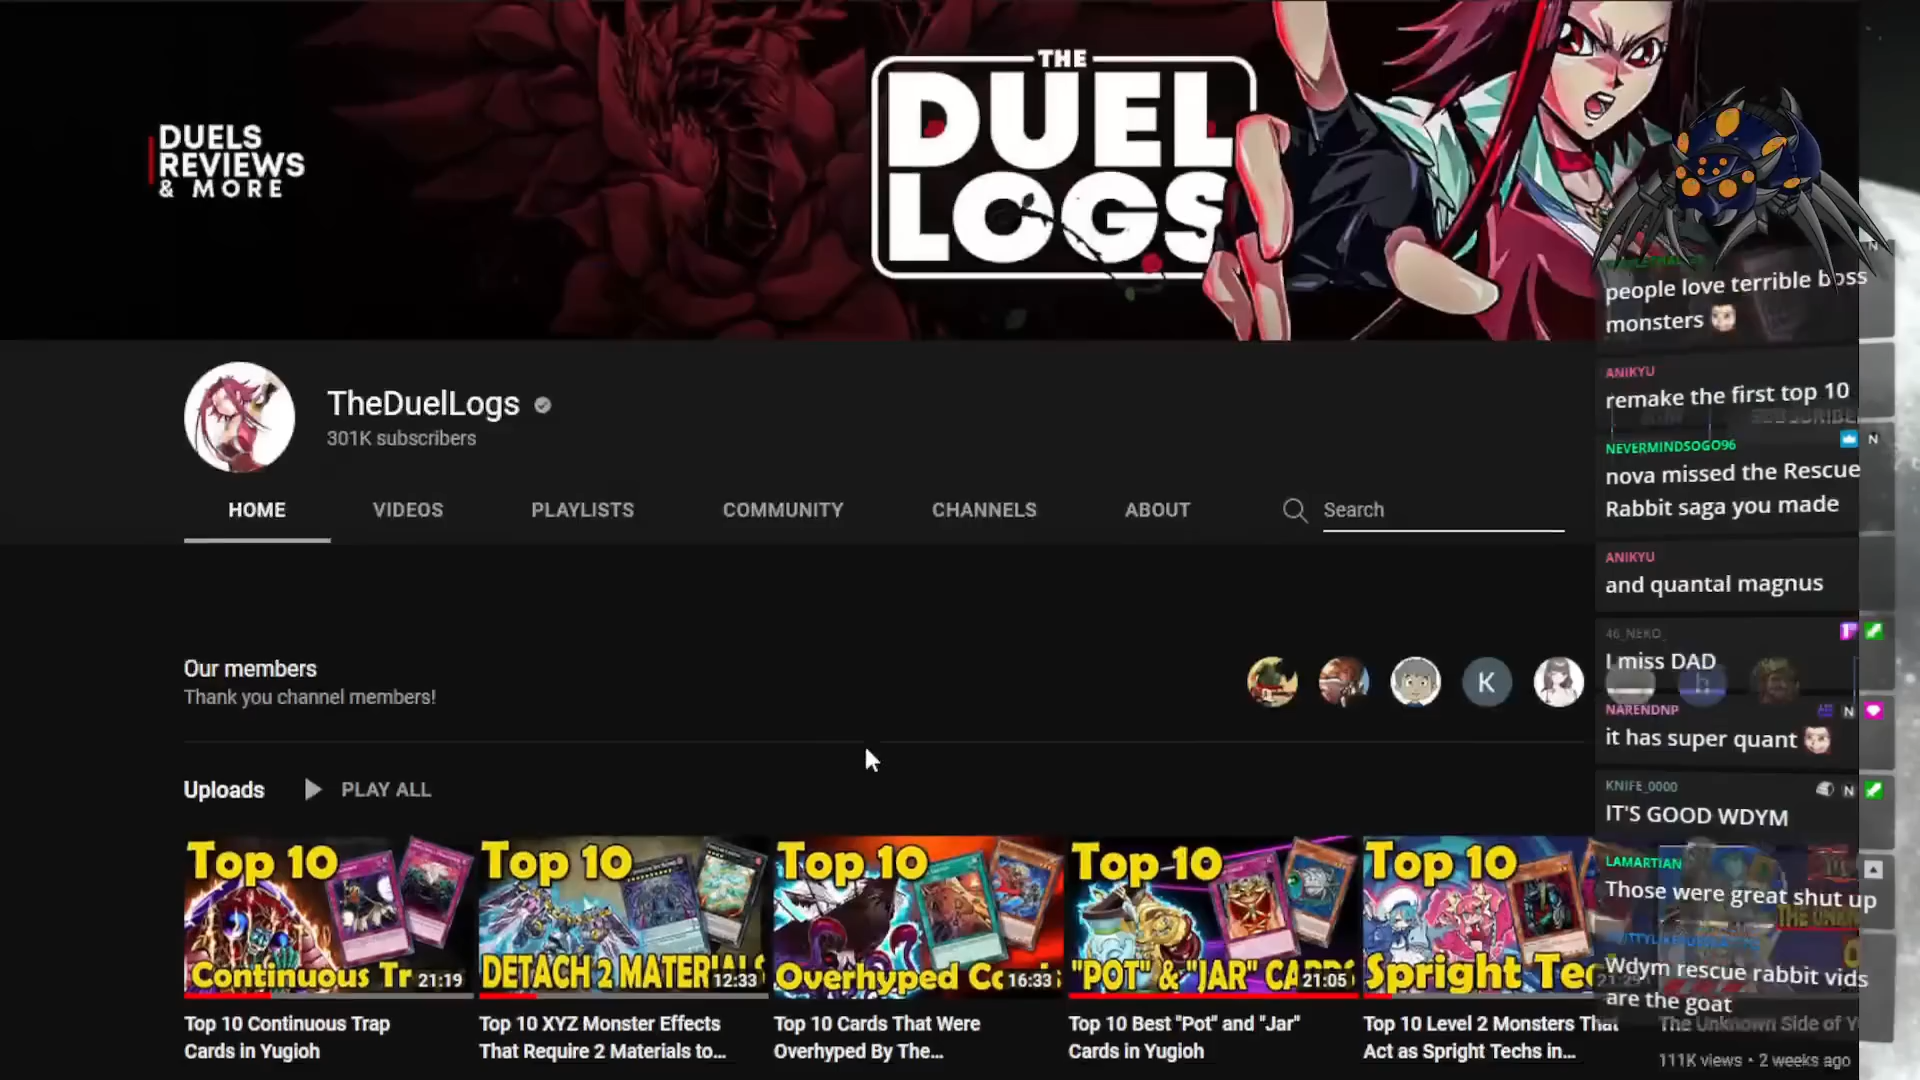 DUELS
REVIEWS
& MORE
THE
DUEL
LOGS
TheDuelLogs
301K subscribers
HOME
VIDEOS
PLAYLISTS
COMMUNITY
CHANNELS
ABOUT
Search
Our members
Thank you channel members!
K
h
Uploads
PLAY ALL
Top 10
Continuous Tr
21:19
Top 10 Continuous Trap
Cards in Yugioh
Top 10
DETACH 2 MATERIALS
12:33
Top 10 XYZ Monster Effects
That Require 2 Materials to...
Top 10
Overhyped
16:33
Top 10 Cards That Were
Overhyped By The...
Top 10
"POT" & "JAR" CARDS
21:05
Top 10 Best "Pot" and "Jar"
Cards in Yugioh
Top 10
Spright Te
Top 10 Level 2 Monsters That
Act as Spright Techs in...
The Unknown Side of Y
111K views • 2 weeks ago
people love terrible boss
monsters
ANIKYU
remake the first top 10
NEVERMINDSOGO96
N
nova missed the Rescue
Rabbit saga you made
ANIKYU
and quantal magnus
46_NEKO_
I miss DAD
NARENDNP
N
it has super quant
KNIFE_0000
N
IT'S GOOD WDYM
LAMARTIAN
Those were great shut up
Wdym rescue rabbit vids
are the goat